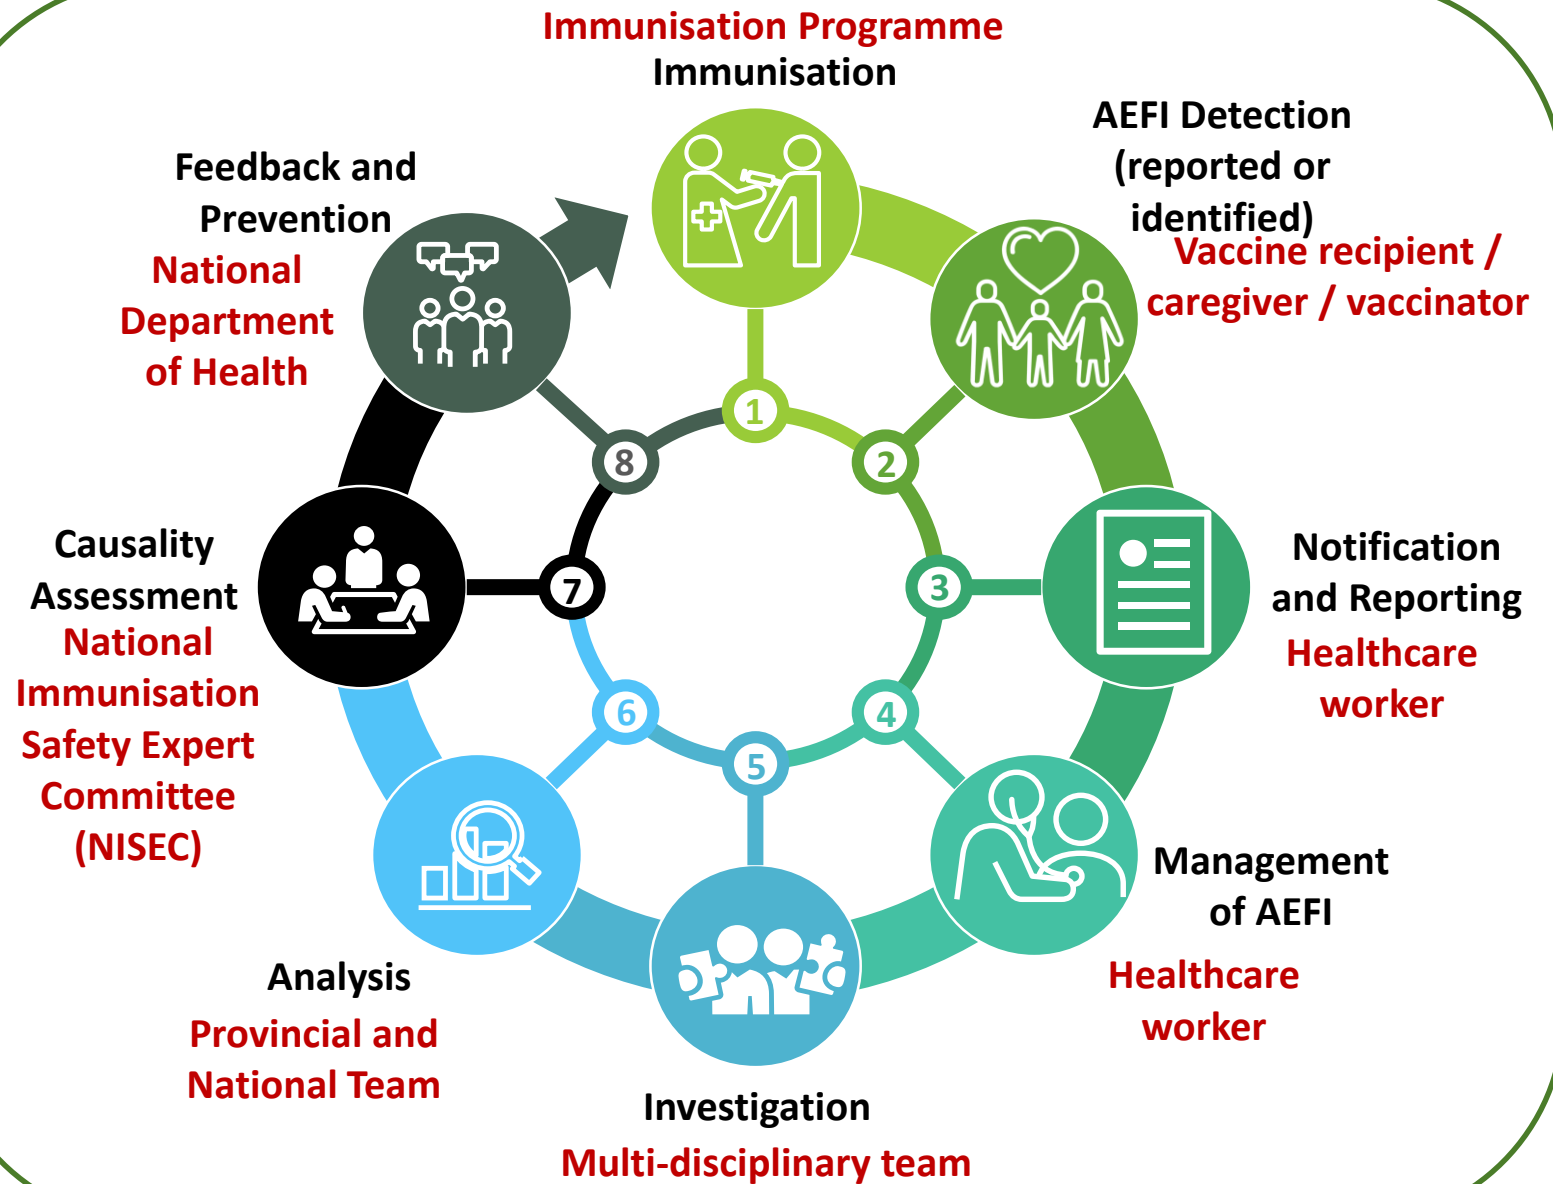 Immunisation Programme
Immunisation
AEFI Detection
(reported or
identified)
Vaccine recipient /
caregiver / vaccinator
Notification
and Reporting
Healthcare
worker
Management
of AEFI
Healthcare
worker
Investigation
Multi-disciplinary team
Analysis
Provincial and
National Team
Causality
Assessment
National
Immunisation
Safety Expert
Committee
(NISEC)
Feedback and
Prevention
National
Department
of Health
1
2
3
4
5
6
7
8